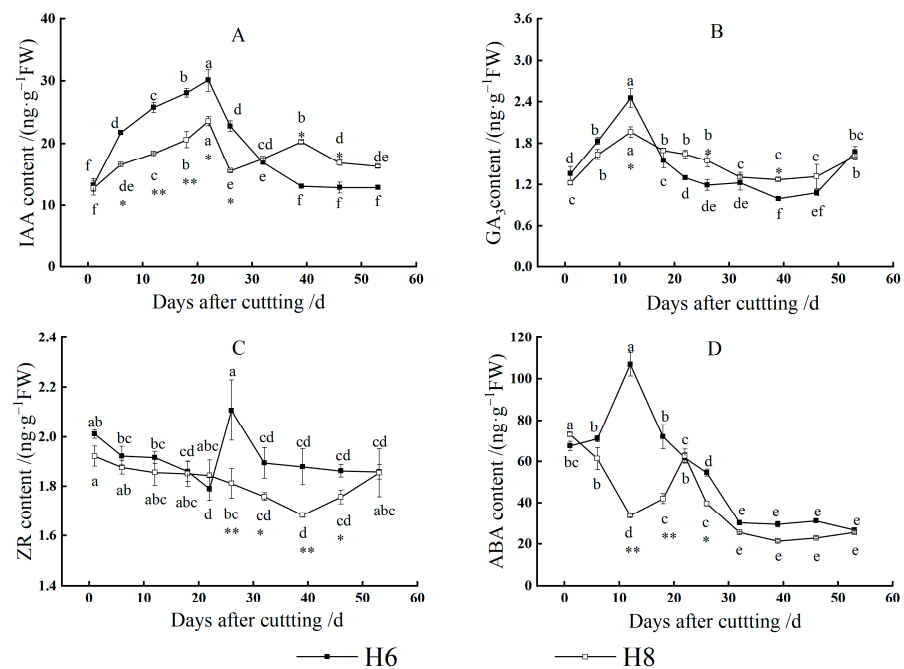 A
IAA content /(ng·g⁻¹FW)
40
30
20
10
0
f d c b a d b d de
f de c b a e e f f f
* ** ** * * * *
0 10 20 30 40 50 60
Days after cuttting /d
B
GA₃content /(ng·g⁻¹FW)
3.6
3.0
2.4
1.8
1.2
0.6
d b a b b b c c c bc
c b a c d de de f ef b
* * *
0 10 20 30 40 50 60
Days after cuttting /d
C
ZR content /(ng·g⁻¹FW)
2.4
2.2
2.0
1.8
1.6
1.4
ab bc bc cd abc a cd cd cd cd
a ab abc abc d bc cd d cd abc
** * ** *
0 10 20 30 40 50 60
Days after cuttting /d
D
ABA content /(ng·g⁻¹FW)
120
100
80
60
40
20
0
a b a b c d e e e e
bc b c b c e e e e
** ** *
0 10 20 30 40 50 60
Days after cuttting /d
H6
H8